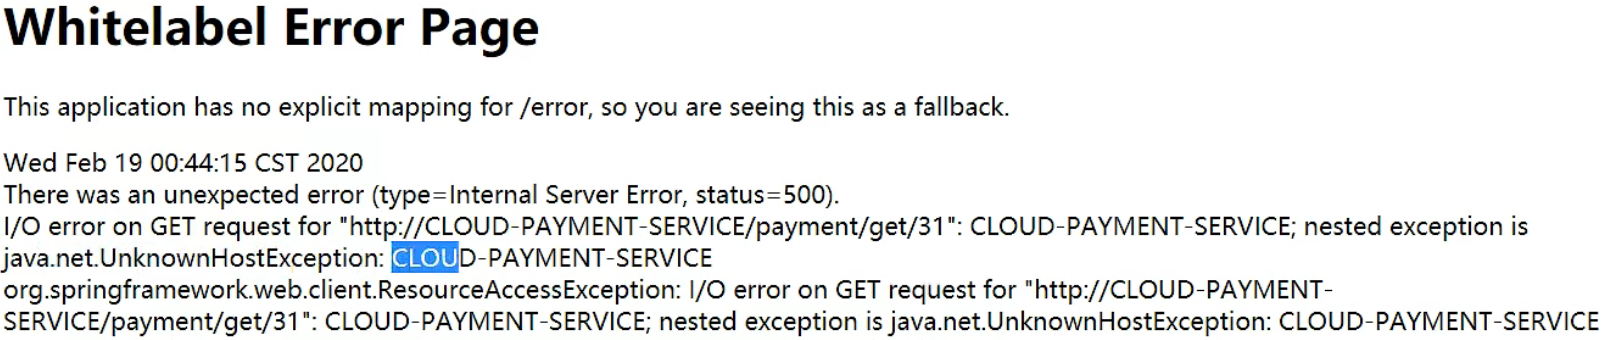 Whitelabel Error Page
This application has no explicit mapping for /error, so you are seeing this as a fallback.
Wed Feb 19 00:44:15 CST 2020
There was an unexpected error (type=Internal Server Error, status=500).
I/O error on GET request for "http://CLOUD-PAYMENT-SERVICE/payment/get/31": CLOUD-PAYMENT-SERVICE; nested exception is
java.net.UnknownHostException: CLOUD-PAYMENT-SERVICE
org.springframework.web.client.ResourceAccessException: I/O error on GET request for "http://CLOUD-PAYMENT-
SERVICE/payment/get/31": CLOUD-PAYMENT-SERVICE; nested exception is java.net.UnknownHostException: CLOUD-PAYMENT-SERVICE